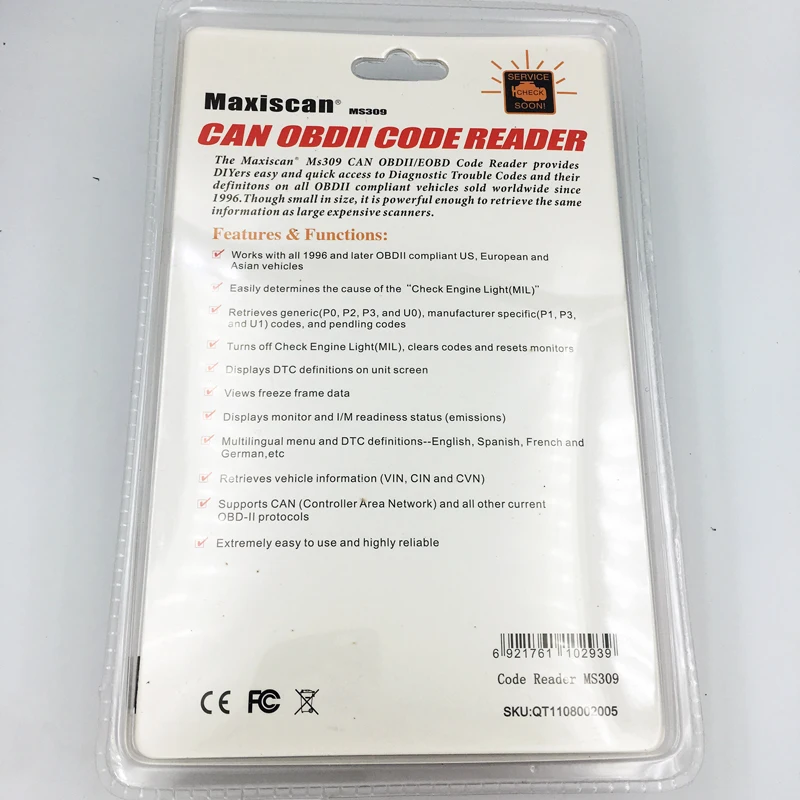 SERVICE
CHECK
SOON!
Maxiscan® MS309
CAN OBDII CODE READER
The Maxiscan® Ms309 CAN OBDII/EOBD Code Reader provides
DIYers easy and quick access to Diagnostic Trouble Codes and their
definitons on all OBDII compliant vehicles sold worldwide since
1996.Though small in size, it is powerful enough to retrieve the same
information as large expensive scanners.
Features & Functions:
Works with all 1996 and later OBDII compliant US, European and
Asian vehicles
Easily determines the cause of the “Check Engine Light(MIL)”
Retrieves generic(P0, P2, P3, and U0), manufacturer specific(P1, P3,
and U1) codes, and pendling codes
Turns off Check Engine Light(MIL), clears codes and resets monitors
Displays DTC definitions on unit screen
Views freeze frame data
Displays monitor and I/M readiness status (emissions)
Multilingual menu and DTC definitions--English, Spanish, French and
German,etc
Retrieves vehicle information (VIN, CIN and CVN)
Supports CAN (Controller Area Network) and all other current
OBD-II protocols
Extremely easy to use and highly reliable
6 921761 102939
Code Reader MS309
CE FC
SKU:QT1108002005